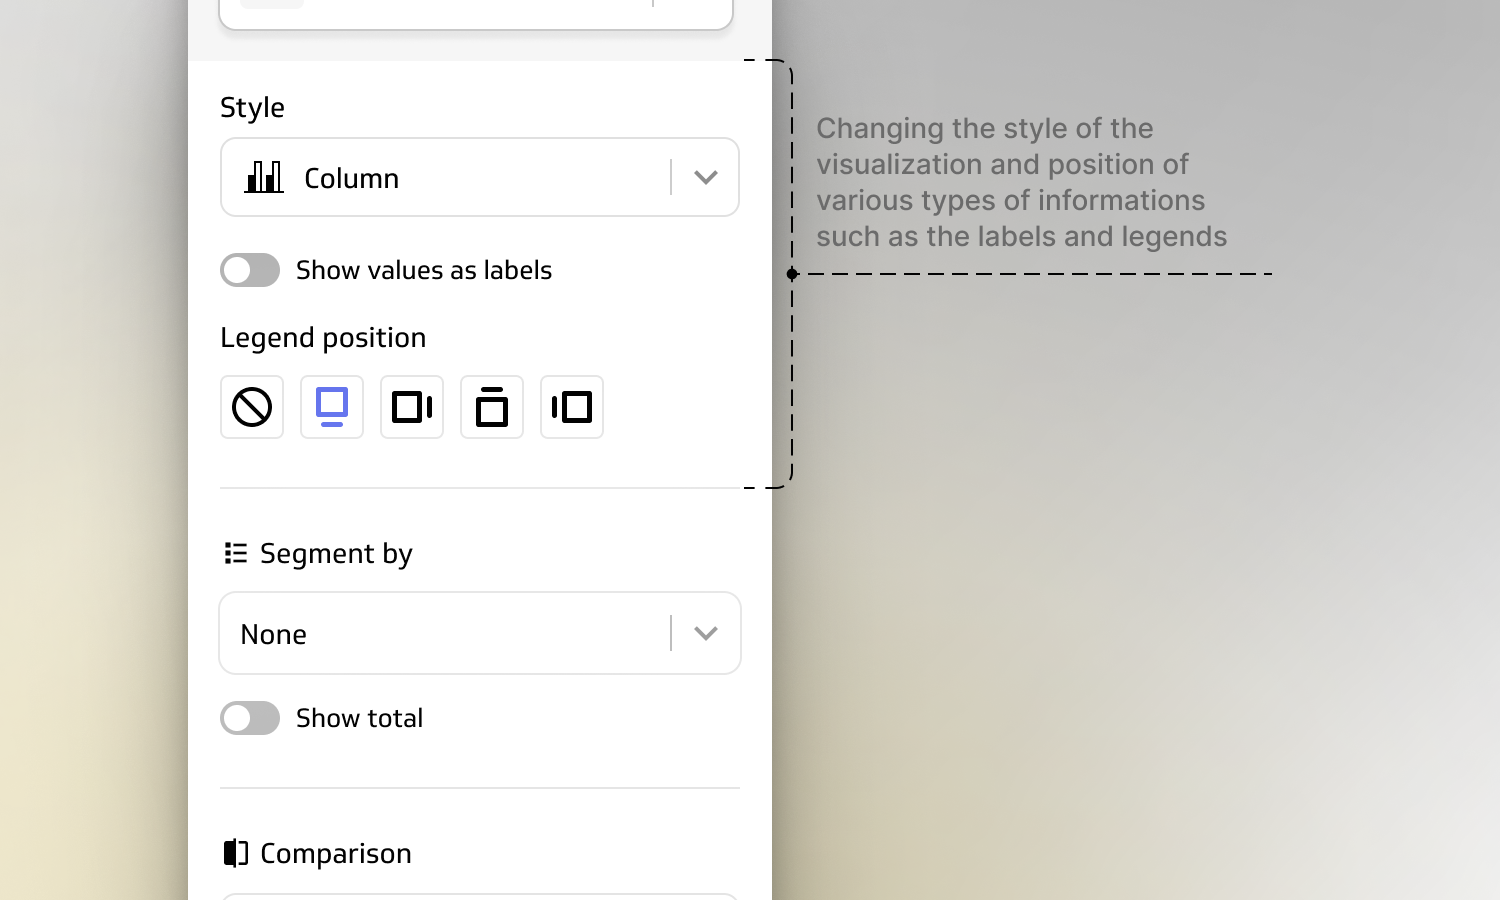 Style
Column
Show values as labels
Legend position
Segment by
None
Show total
Comparison
Changing the style of the
visualization and position of
various types of informations
such as the labels and legends